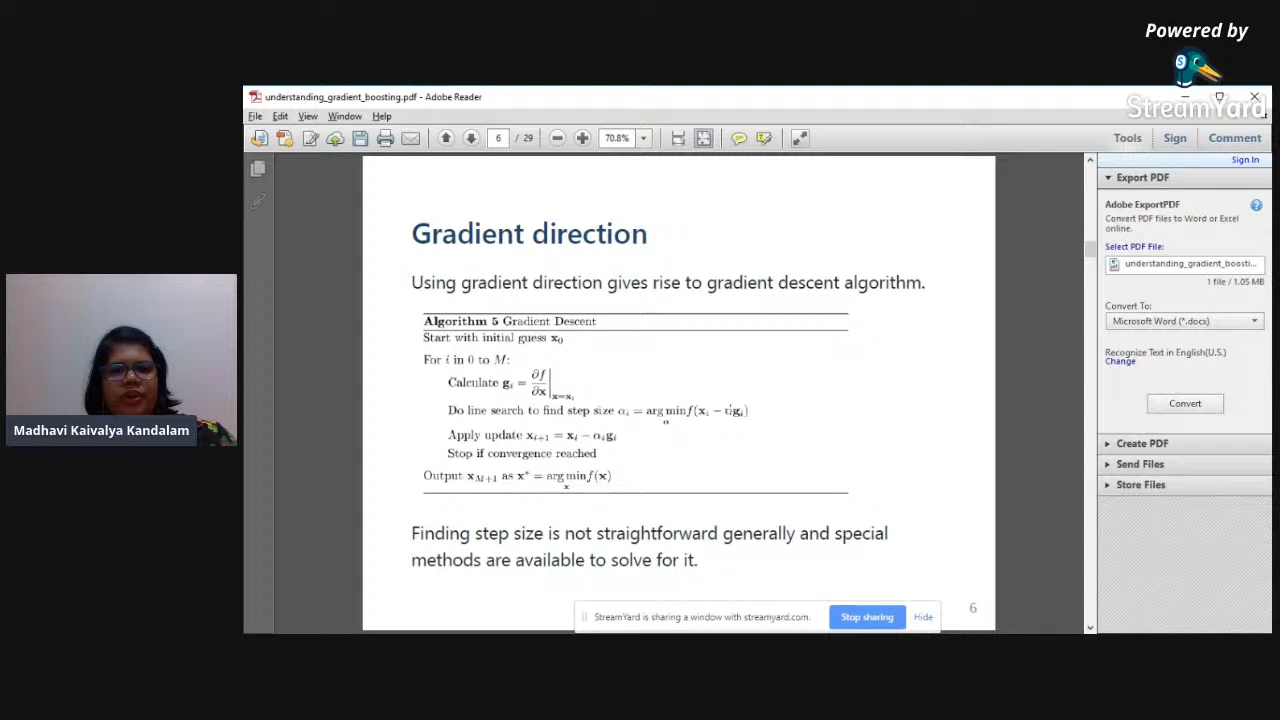 Powered by
StreamYard
understanding_gradient_boosting.pdf - Adobe Reader
File Edit View Window Help
6 / 29 70.8% Tools Sign Comment
Sign In
Gradient direction
Using gradient direction gives rise to gradient descent algorithm.
Algorithm 5 Gradient Descent
Start with initial guess x₀
For i in 0 to M:
Calculate gᵢ = ∂f/∂x |x=xᵢ
Do line search to find step size αᵢ = arg min f(xᵢ − αgᵢ)
α
Apply update xᵢ₊₁ = xᵢ − αᵢgᵢ
Stop if convergence reached
Output x_{M+1} as x* = arg min f(x)
x
Finding step size is not straightforward generally and special
methods are available to solve for it.
6
StreamYard is sharing a window with streamyard.com. Stop sharing Hide
Export PDF
Adobe ExportPDF
Convert PDF files to Word or Excel
online.
Select PDF File:
understanding_gradient_boosti...
1 file / 1.05 MB
Convert To:
Microsoft Word (*.docx)
Recognize Text in English(U.S.)
Change
Convert
Create PDF
Send Files
Store Files
Madhavi Kaivalya Kandalam